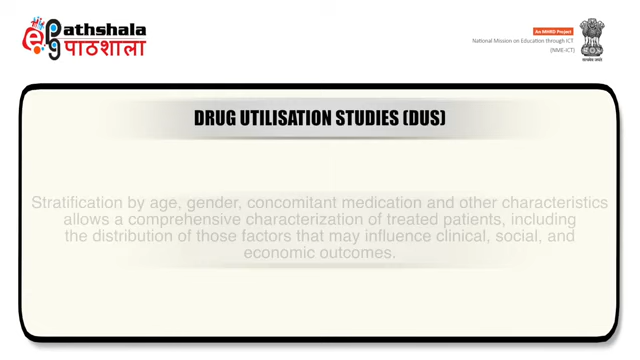 ePG Pathshala
पाठशाला
An MHRD Project
National Mission on Education through ICT
(NME-ICT)
DRUG UTILISATION STUDIES (DUS)
Stratification by age, gender, concomitant medication and other characteristics
allows a comprehensive characterization of treated patients, including
the distribution of those factors that may influence clinical, social, and
economic outcomes.